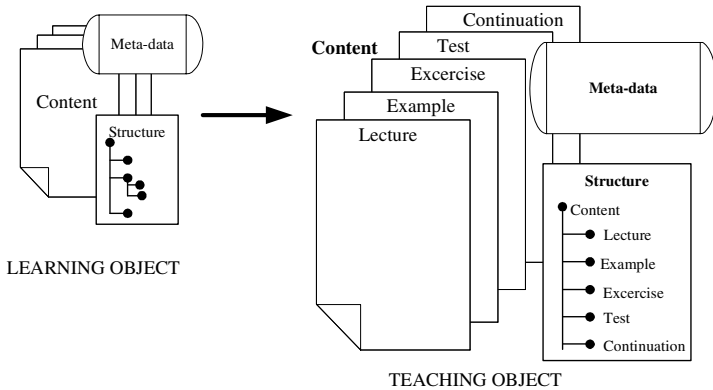 Meta-data
Content
Structure
LEARNING OBJECT
Content
Continuation
Test
Excercise
Example
Lecture
Meta-data
Structure
Content
Lecture
Example
Excercise
Test
Continuation
TEACHING OBJECT